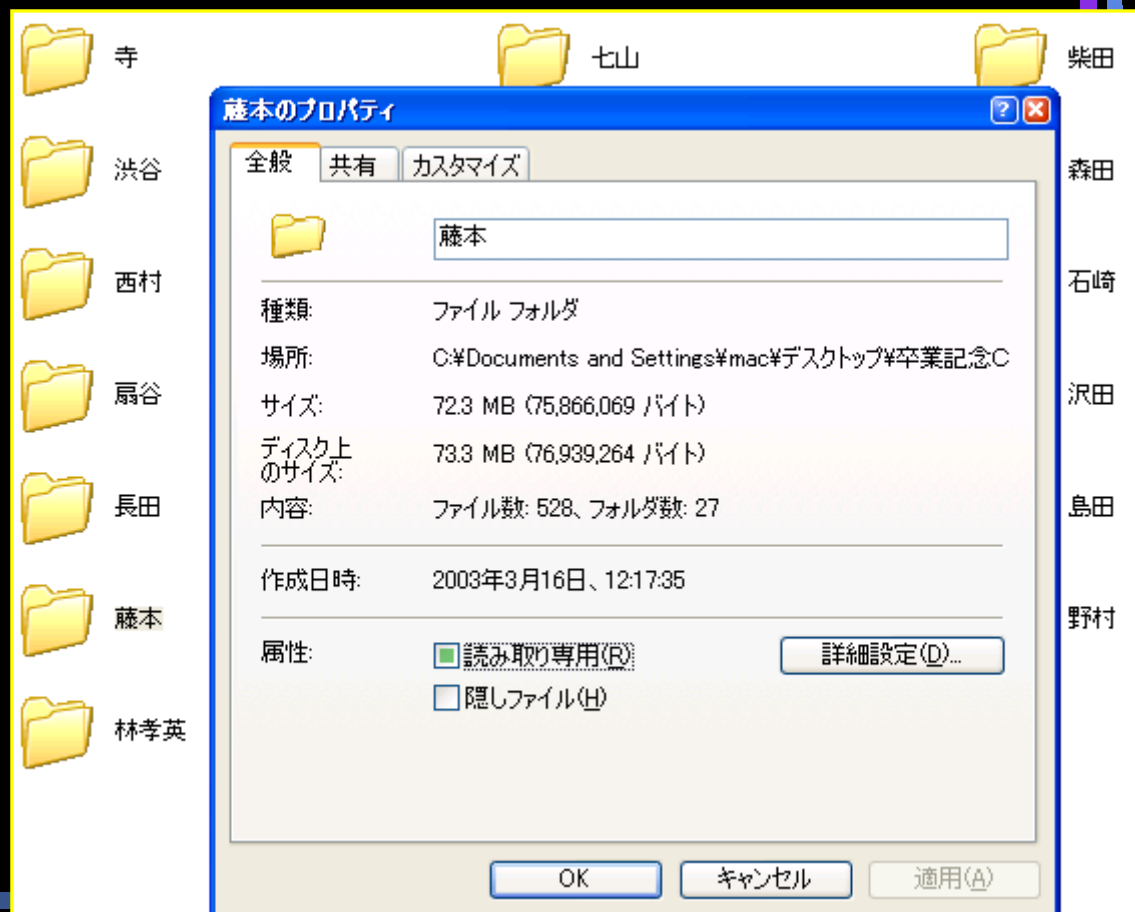 寺
七山
柴田
渋谷
森田
西村
石崎
扇谷
沢田
長田
島田
藤本
野村
林孝英
藤本のプロパティ
全般
共有
カスタマイズ
藤本
種類:
ファイル フォルダ
場所:
C:¥Documents and Settings¥mac¥デスクトップ¥卒業記念C
サイズ:
72.3 MB (75,866,069 バイト)
ディスク上
のサイズ:
73.3 MB (76,939,264 バイト)
内容:
ファイル数: 528、フォルダ数: 27
作成日時:
2003年3月16日、12:17:35
属性:
読み取り専用(R)
詳細設定(D)...
隠しファイル(H)
OK
キャンセル
適用(A)